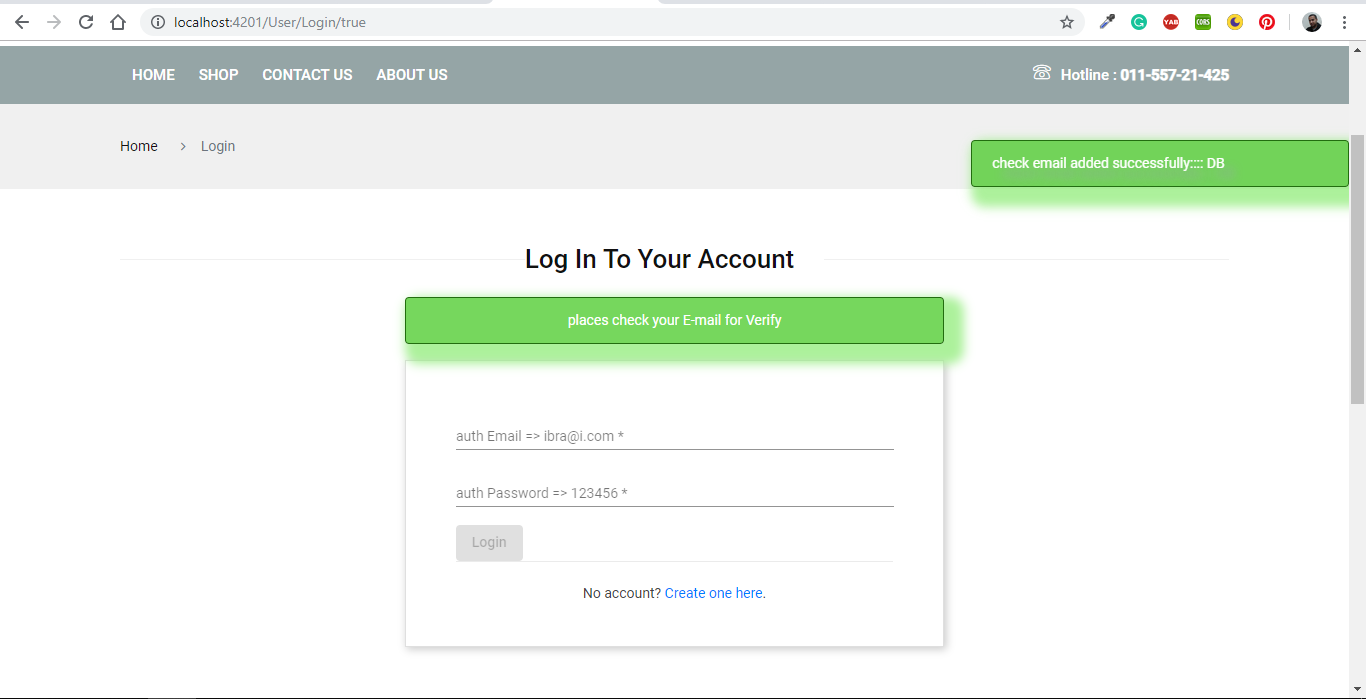 localhost:4201/User/Login/true
YAB
CORS
HOME SHOP CONTACT US ABOUT US
Hotline : 011-557-21-425
Home > Login
check email added successfully:::: DB
Log In To Your Account
places check your E-mail for Verify
auth Email => ibra@i.com *
auth Password => 123456 *
Login
No account? Create one here.